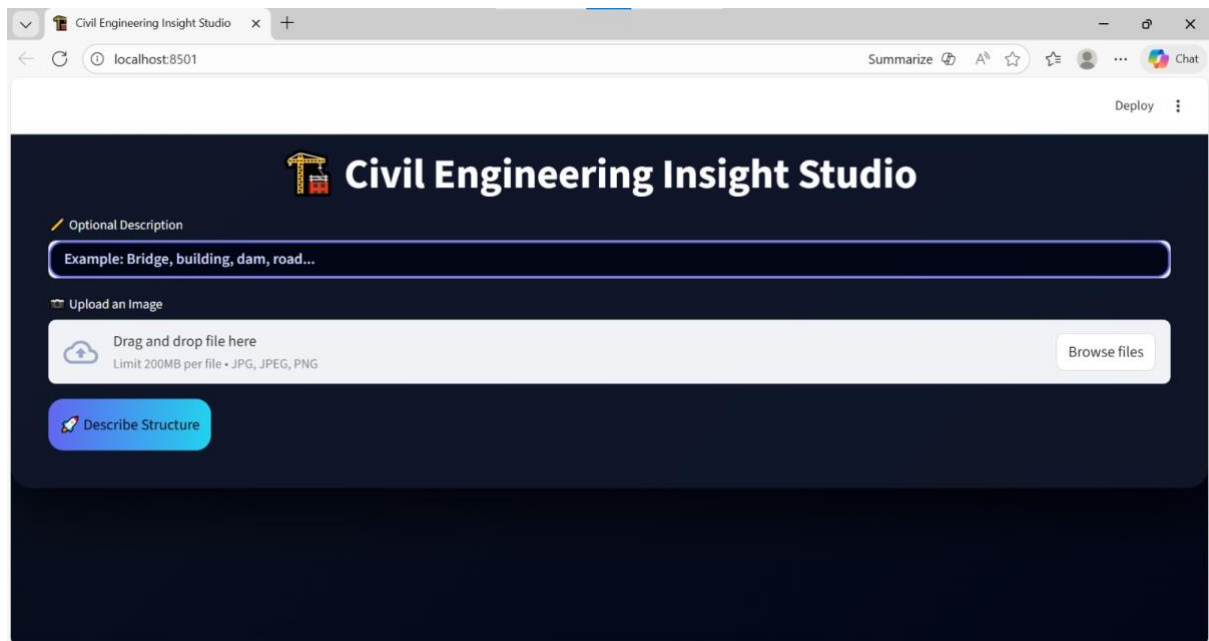 Civil Engineering Insight Studio
localhost:8501
Summarize
Chat
Deploy
Civil Engineering Insight Studio
Optional Description
Example: Bridge, building, dam, road...
Upload an Image
Drag and drop file here
Limit 200MB per file • JPG, JPEG, PNG
Browse files
Describe Structure